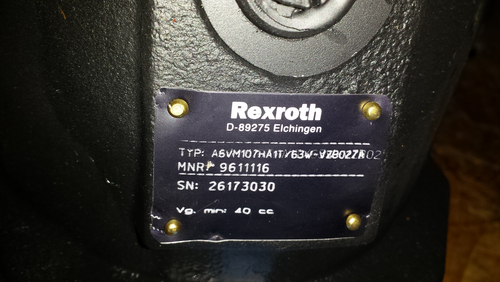 Rexroth
D-89275 Elchingen
TYP: A6VM107HA1T/63W-VZB027A
MNR: 9611116
SN: 26173030
Vg. min: 40 cc